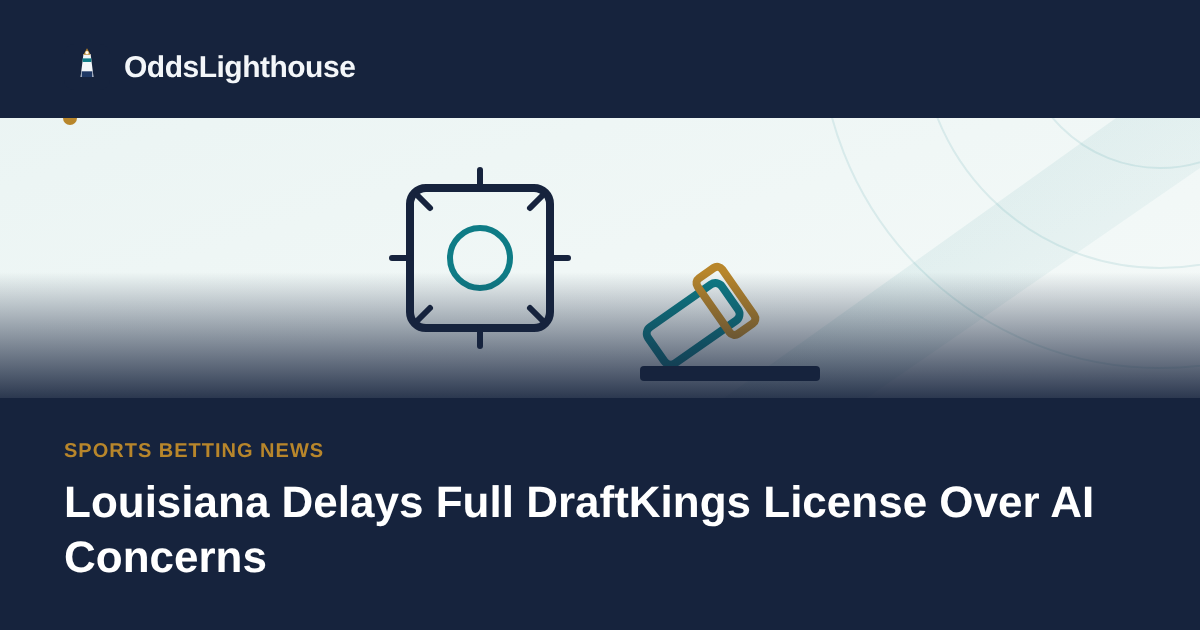 OddsLighthouse
SPORTS BETTING NEWS
Louisiana Delays Full DraftKings License Over AI
Concerns